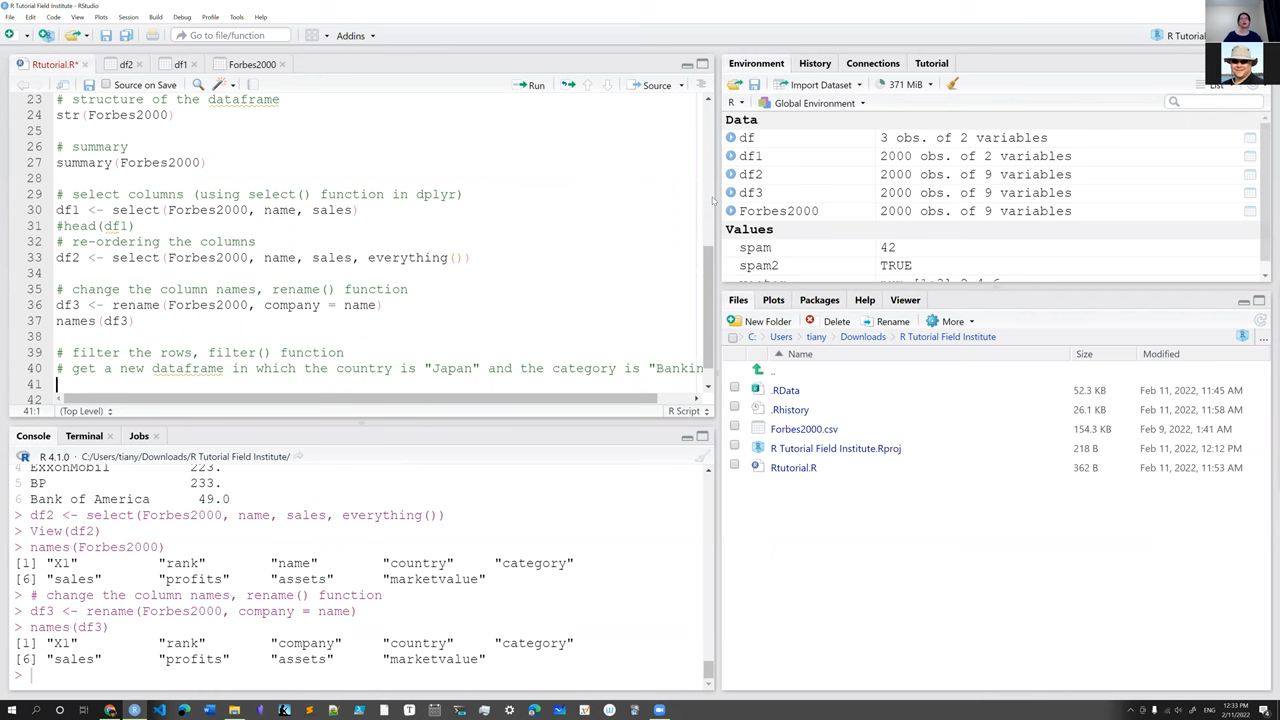 R Tutorial Field Institute - RStudio
File Edit Code View Plots Session Build Debug Profile Tools Help
Go to file/function Addins R Tutorial
Rtutorial.R* df2 df1 Forbes2000
Source on Save Run Source
23 # structure of the dataframe
24 str(Forbes2000)
25
26 # summary
27 summary(Forbes2000)
28
29 # select columns (using select() function in dplyr)
30 df1 <- select(Forbes2000, name, sales)
31 #head(df1)
32 # re-ordering the columns
33 df2 <- select(Forbes2000, name, sales, everything())
34
35 # change the column names, rename() function
36 df3 <- rename(Forbes2000, company = name)
37 names(df3)
38
39 # filter the rows, filter() function
40 # get a new dataframe in which the country is "Japan" and the category is "Bankin
41
42
41:1 (Top Level) R Script
Console Terminal Jobs
R 4.1.0 . C:/Users/tiany/Downloads/R Tutorial Field Institute/
4 ExxonMobil 223.
5 BP 233.
6 Bank of America 49.0
> df2 <- select(Forbes2000, name, sales, everything())
> View(df2)
> names(Forbes2000)
[1] "X1" "rank" "name" "country" "category"
[6] "sales" "profits" "assets" "marketvalue"
> # change the column names, rename() function
> df3 <- rename(Forbes2000, company = name)
> names(df3)
[1] "X1" "rank" "company" "country" "category"
[6] "sales" "profits" "assets" "marketvalue"
>
Environment History Connections Tutorial
Import Dataset 371 MiB List
R Global Environment
Data
df 3 obs. of 2 variables
df1 2000 obs. of 2 variables
df2 2000 obs. of 9 variables
df3 2000 obs. of 9 variables
Forbes2000 2000 obs. of 9 variables
Values
spam 42
spam2 TRUE
Files Plots Packages Help Viewer
New Folder Delete Rename More
C: Users tiany Downloads R Tutorial Field Institute
Name Size Modified
..
.RData 52.3 KB Feb 11, 2022, 11:45 AM
.Rhistory 26.1 KB Feb 11, 2022, 11:58 AM
Forbes2000.csv 154.3 KB Feb 9, 2022, 1:41 AM
R Tutorial Field Institute.Rproj 218 B Feb 11, 2022, 12:12 PM
Rtutorial.R 362 B Feb 11, 2022, 11:53 AM
ENG 12:33 PM
2/11/2022